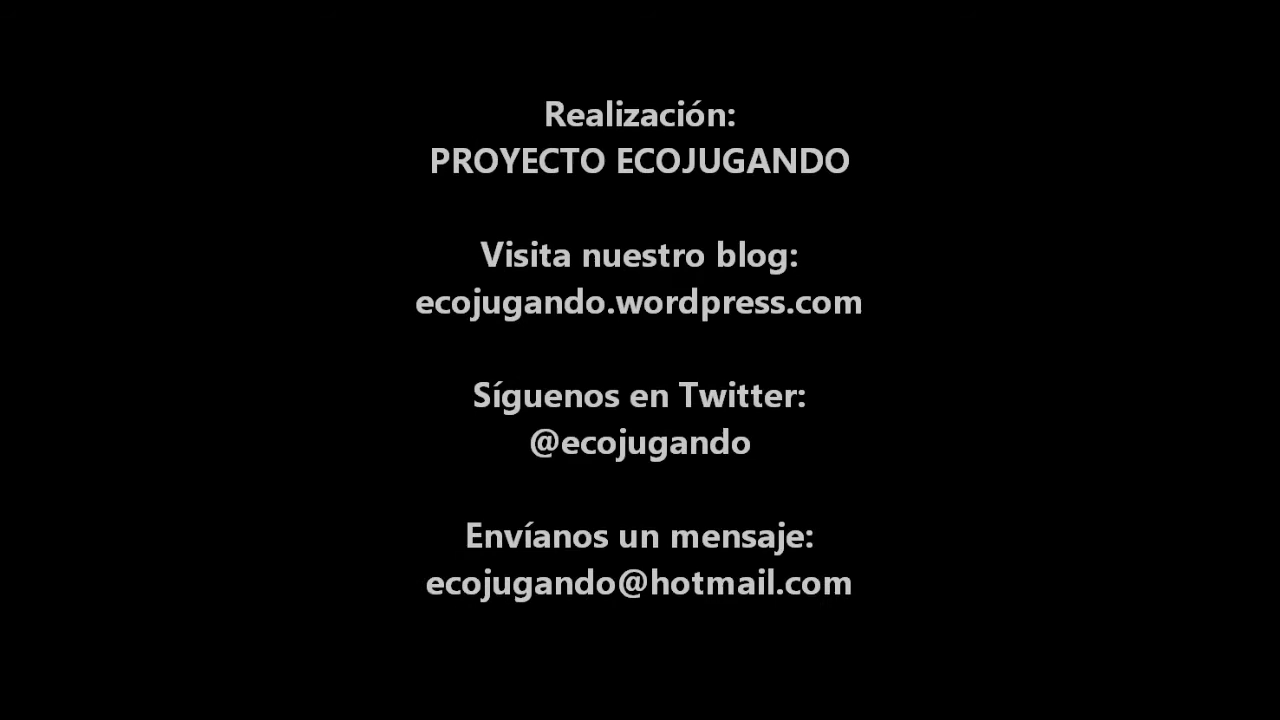 Realización:
PROYECTO ECOJUGANDO
Visita nuestro blog:
ecojugando.wordpress.com
Síguenos en Twitter:
@ecojugando
Envíanos un mensaje:
ecojugando@hotmail.com